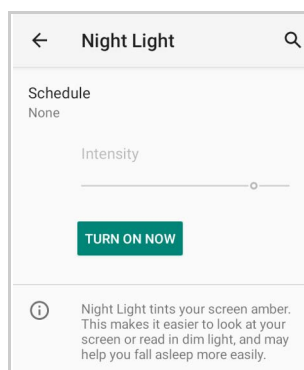 Night Light
Schedule
None
Intensity
TURN ON NOW
Night Light tints your screen amber.
This makes it easier to look at your
screen or read in dim light, and may
help you fall asleep more easily.